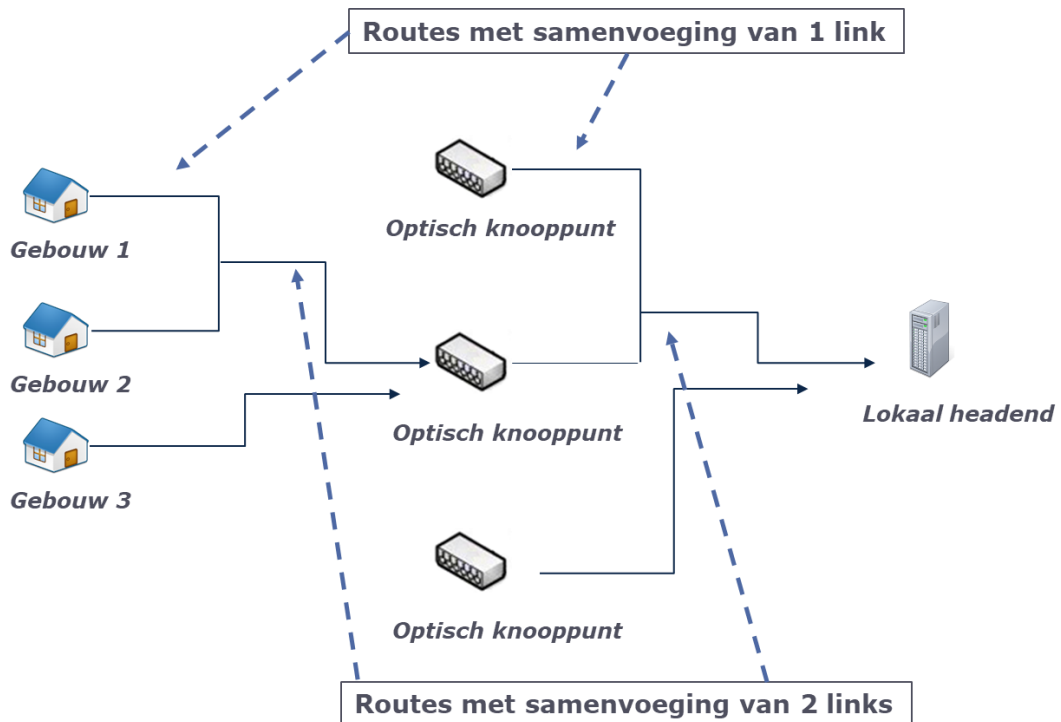 Routes met samenvoeging van 1 link
Gebouw 1
Optisch knooppunt
Gebouw 2
Optisch knooppunt
Lokaal headend
Gebouw 3
Optisch knooppunt
Routes met samenvoeging van 2 links